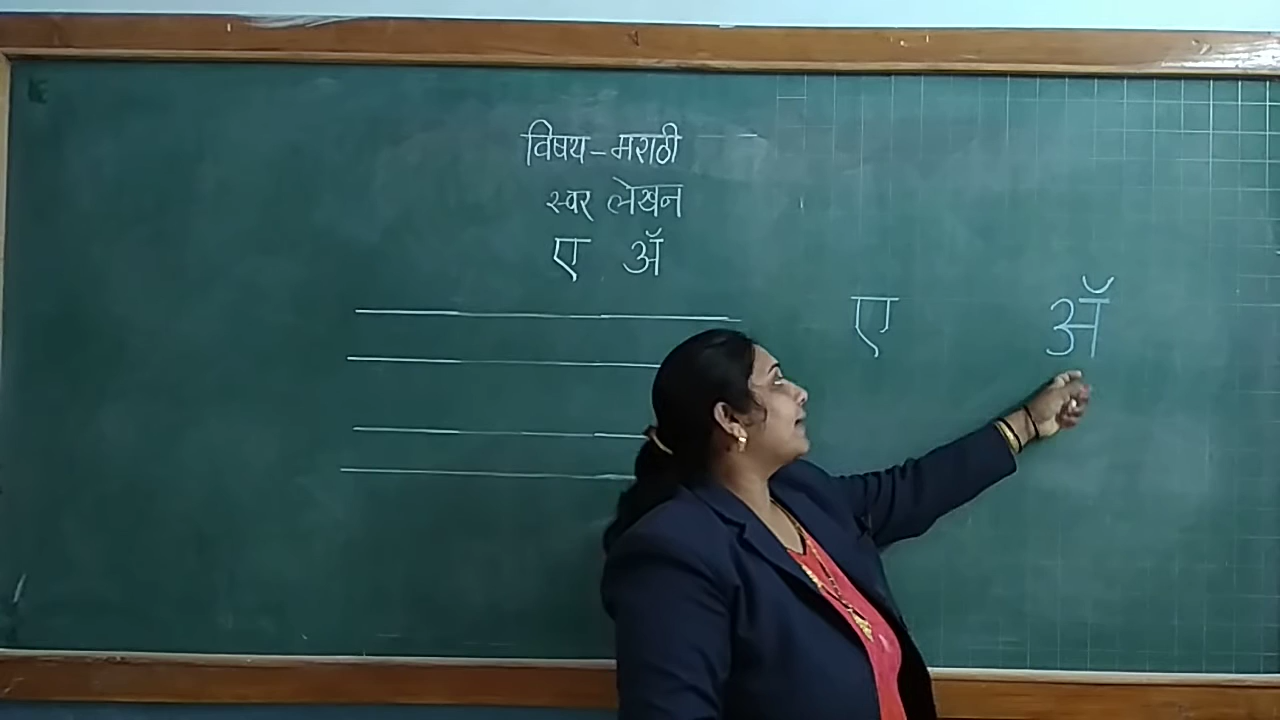 विषय – मराठी
स्वर लेखन
ए ॲ
ए ॲ